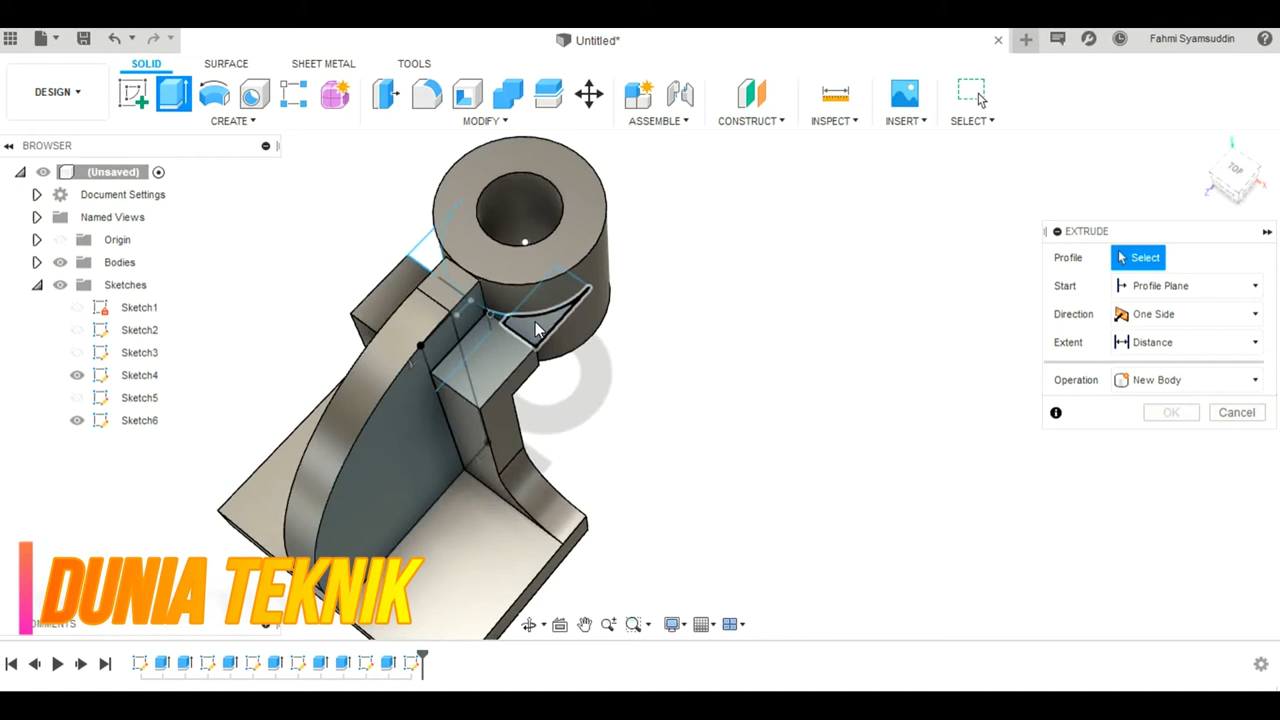 Untitled*
Fahmi Syamsuddin
SOLID
SURFACE
SHEET METAL
TOOLS
DESIGN
CREATE
MODIFY
ASSEMBLE
CONSTRUCT
INSPECT
INSERT
SELECT
BROWSER
(Unsaved)
Document Settings
Named Views
Origin
Bodies
Sketches
Sketch1
Sketch2
Sketch3
Sketch4
Sketch5
Sketch6
TOP
EXTRUDE
Profile
Select
Start
Profile Plane
Direction
One Side
Extent
Distance
Operation
New Body
OK
Cancel
DUNIA TEKNIK